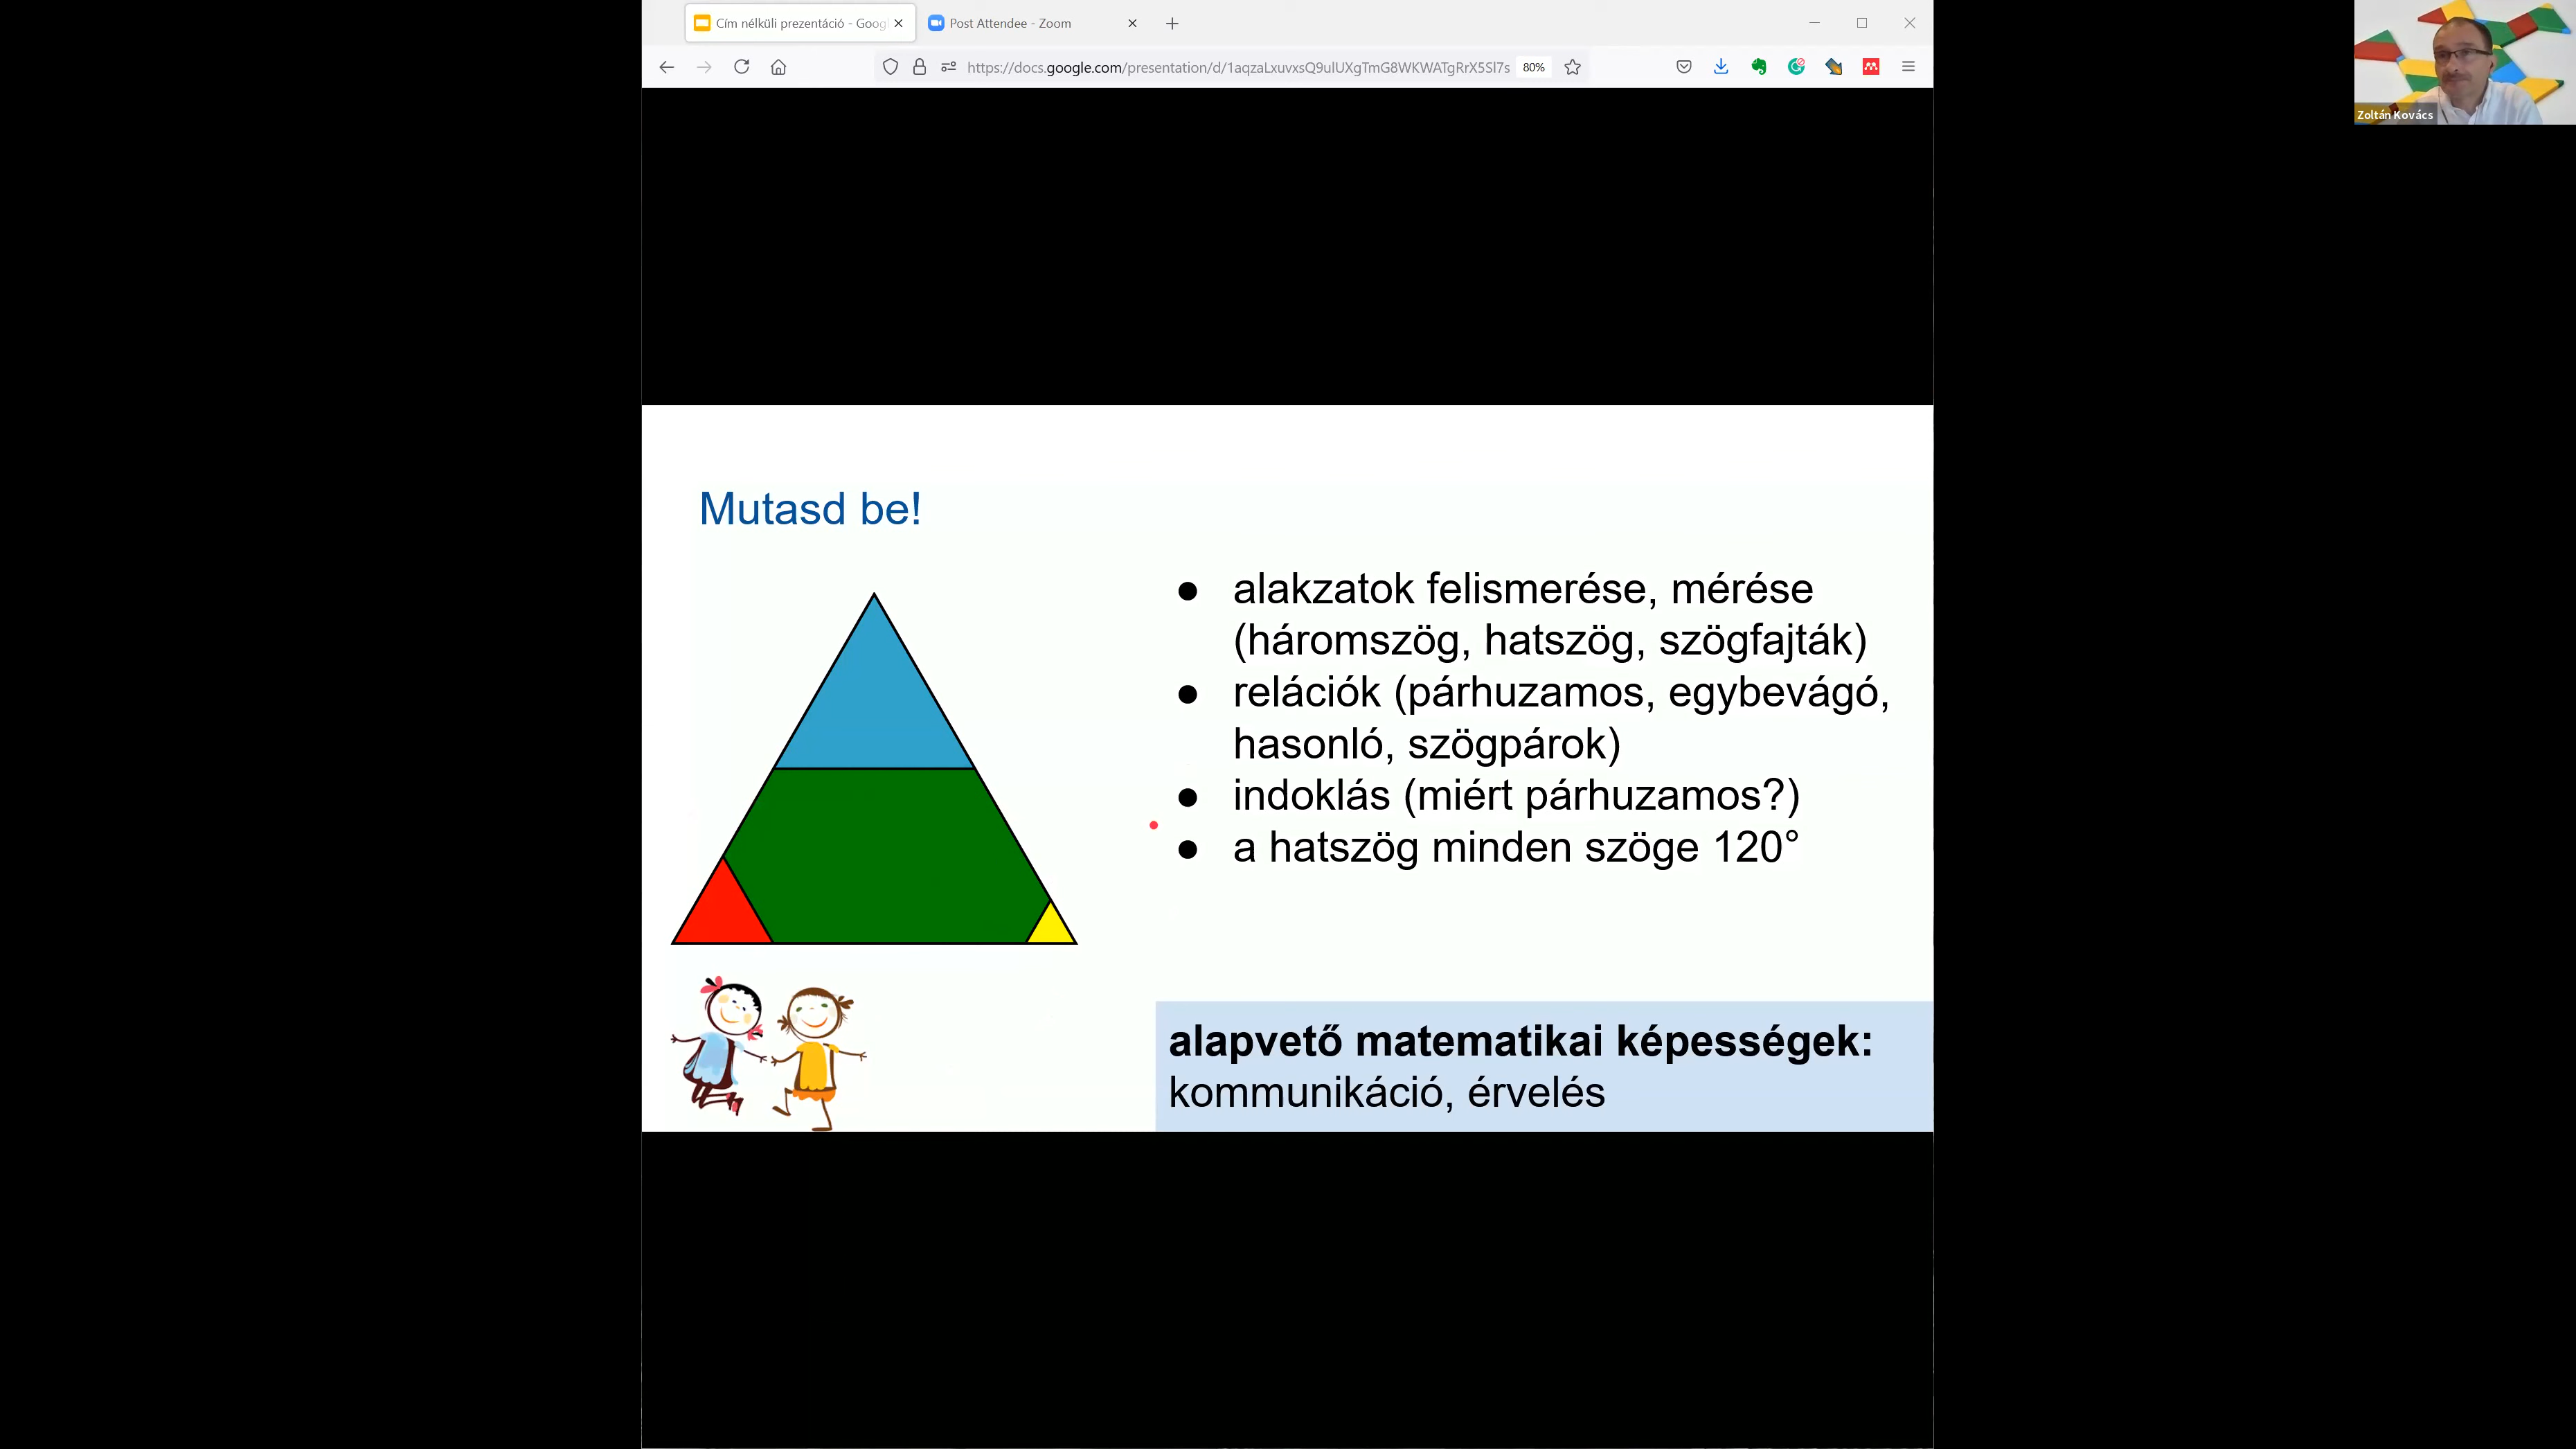 Cím nélküli prezentáció - Goog
Post Attendee - Zoom
https://docs.google.com/presentation/d/1aqzaLxuvxsQ9ulUXgTmG8WKWATgRrX5Sl7s
80%
Zoltán Kovács
Mutasd be!
● alakzatok felismerése, mérése
(háromszög, hatszög, szögfajták)
● relációk (párhuzamos, egybevágó,
hasonló, szögpárok)
● indoklás (miért párhuzamos?)
● a hatszög minden szöge 120°
alapvető matematikai képességek:
kommunikáció, érvelés